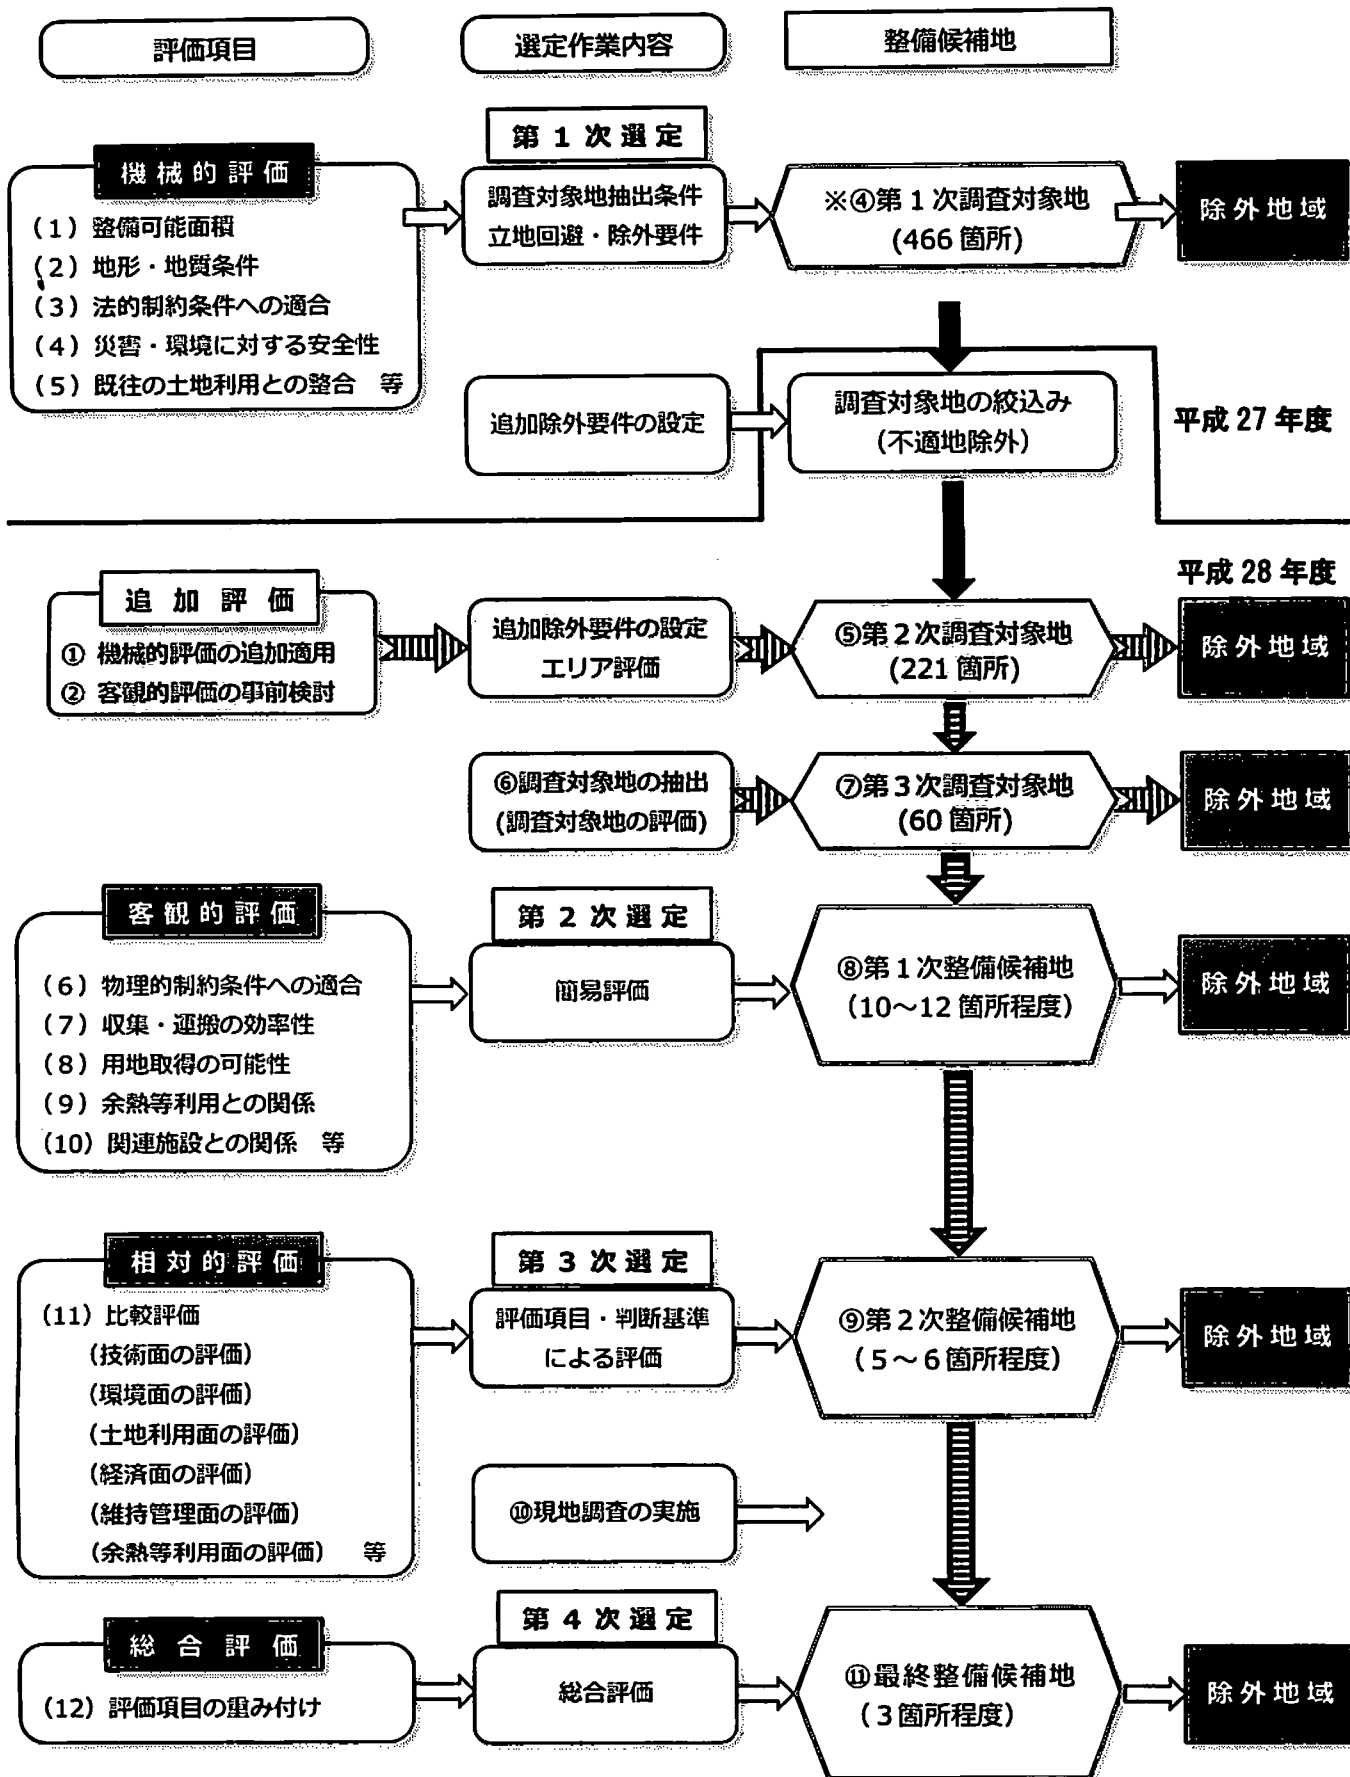 評価項目
選定作業内容
整備候補地
第１次選定
機械的評価
(1) 整備可能面積
(2) 地形・地質条件
(3) 法的制約条件への適合
(4) 災害・環境に対する安全性
(5) 既往の土地利用との整合　等
調査対象地抽出条件
立地回避・除外要件
※④第１次調査対象地
(466 箇所)
除外地域
追加除外要件の設定
調査対象地の絞込み
(不適地除外)
平成 27 年度
平成 28 年度
追加評価
① 機械的評価の追加適用
② 客観的評価の事前検討
追加除外要件の設定
エリア評価
⑤第２次調査対象地
(221 箇所)
除外地域
⑥調査対象地の抽出
(調査対象地の評価)
⑦第３次調査対象地
(60 箇所)
除外地域
客観的評価
(6) 物理的制約条件への適合
(7) 収集・運搬の効率性
(8) 用地取得の可能性
(9) 余熱等利用との関係
(10) 関連施設との関係　等
第２次選定
簡易評価
⑧第１次整備候補地
(10～12 箇所程度)
除外地域
相対的評価
(11) 比較評価
(技術面の評価)
(環境面の評価)
(土地利用面の評価)
(経済面の評価)
(維持管理面の評価)
(余熱等利用面の評価)　等
第３次選定
評価項目・判断基準
による評価
⑨第２次整備候補地
(５～６箇所程度)
除外地域
⑩現地調査の実施
第４次選定
総合評価
(12) 評価項目の重み付け
総合評価
⑪最終整備候補地
(３箇所程度)
除外地域